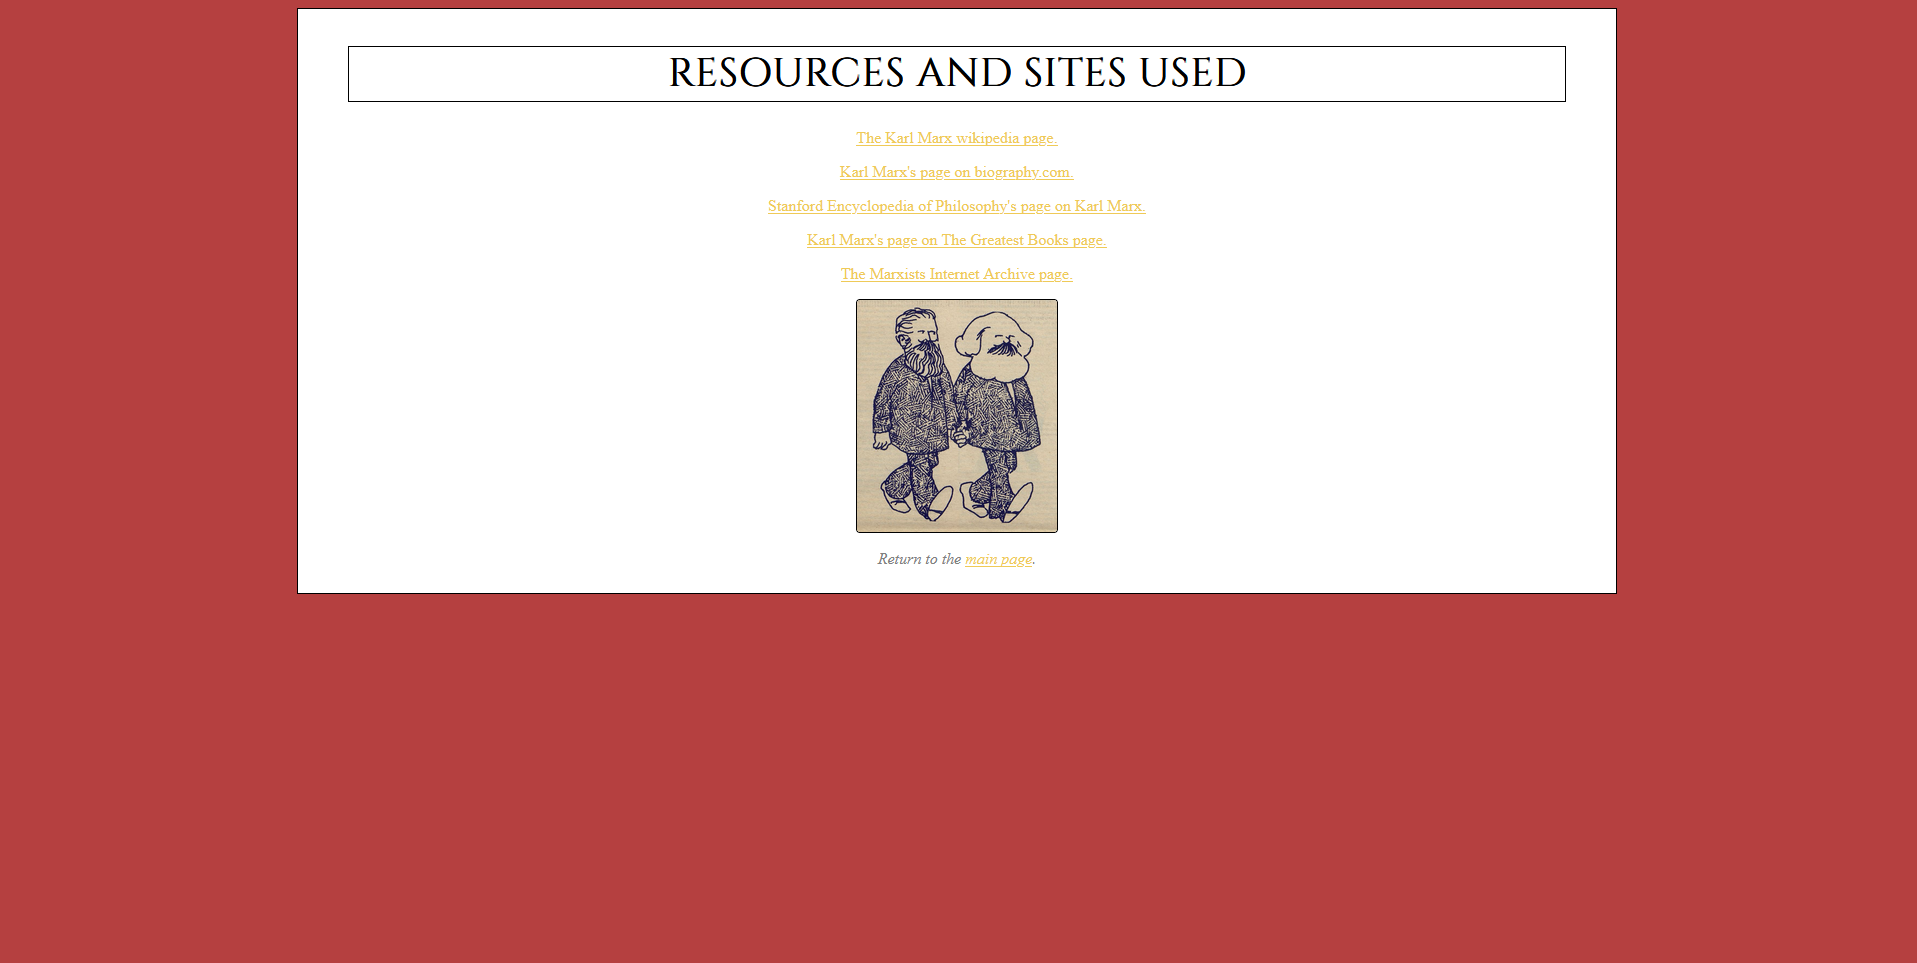 RESOURCES AND SITES USED
The Karl Marx wikipedia page.
Karl Marx's page on biography.com.
Stanford Encyclopedia of Philosophy's page on Karl Marx.
Karl Marx's page on The Greatest Books page.
The Marxists Internet Archive page.
Return to the main page.